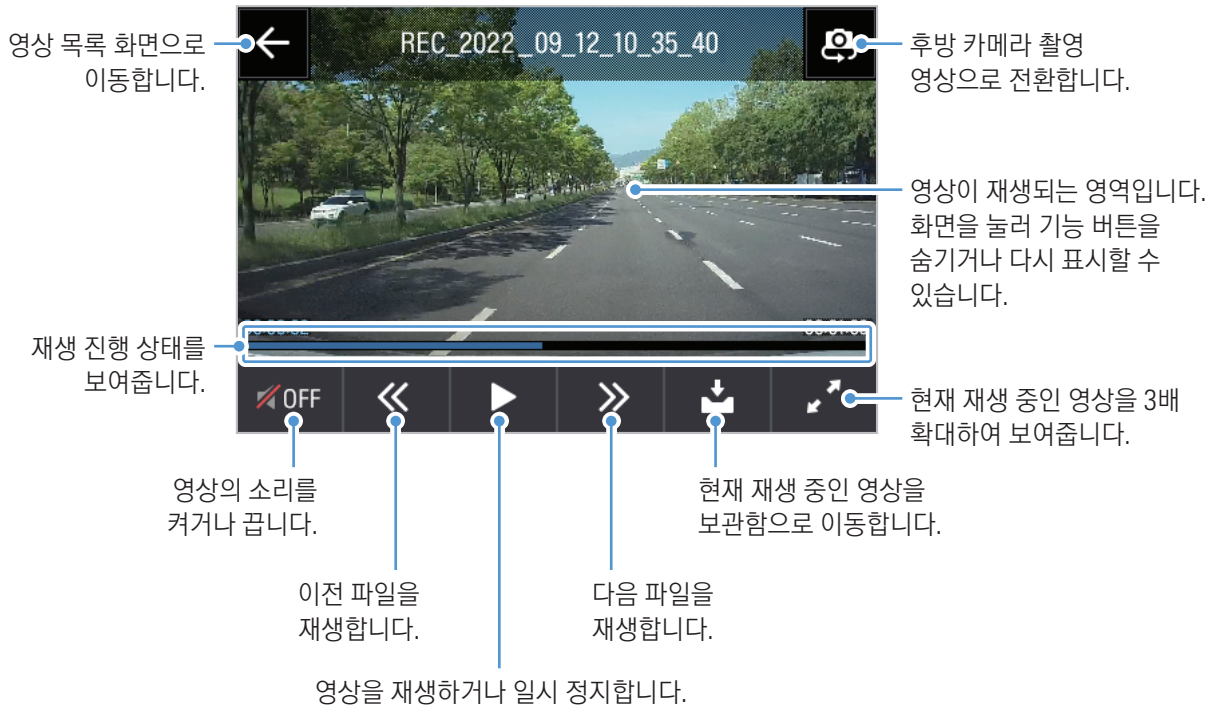 영상 목록 화면으로
이동합니다.
REC_2022_09_12_10_35_40
후방 카메라 촬영
영상으로 전환합니다.
영상이 재생되는 영역입니다.
화면을 눌러 기능 버튼을
숨기거나 다시 표시할 수
있습니다.
재생 진행 상태를
보여줍니다.
OFF
현재 재생 중인 영상을 3배
확대하여 보여줍니다.
영상의 소리를
켜거나 끕니다.
현재 재생 중인 영상을
보관함으로 이동합니다.
이전 파일을
재생합니다.
다음 파일을
재생합니다.
영상을 재생하거나 일시 정지합니다.